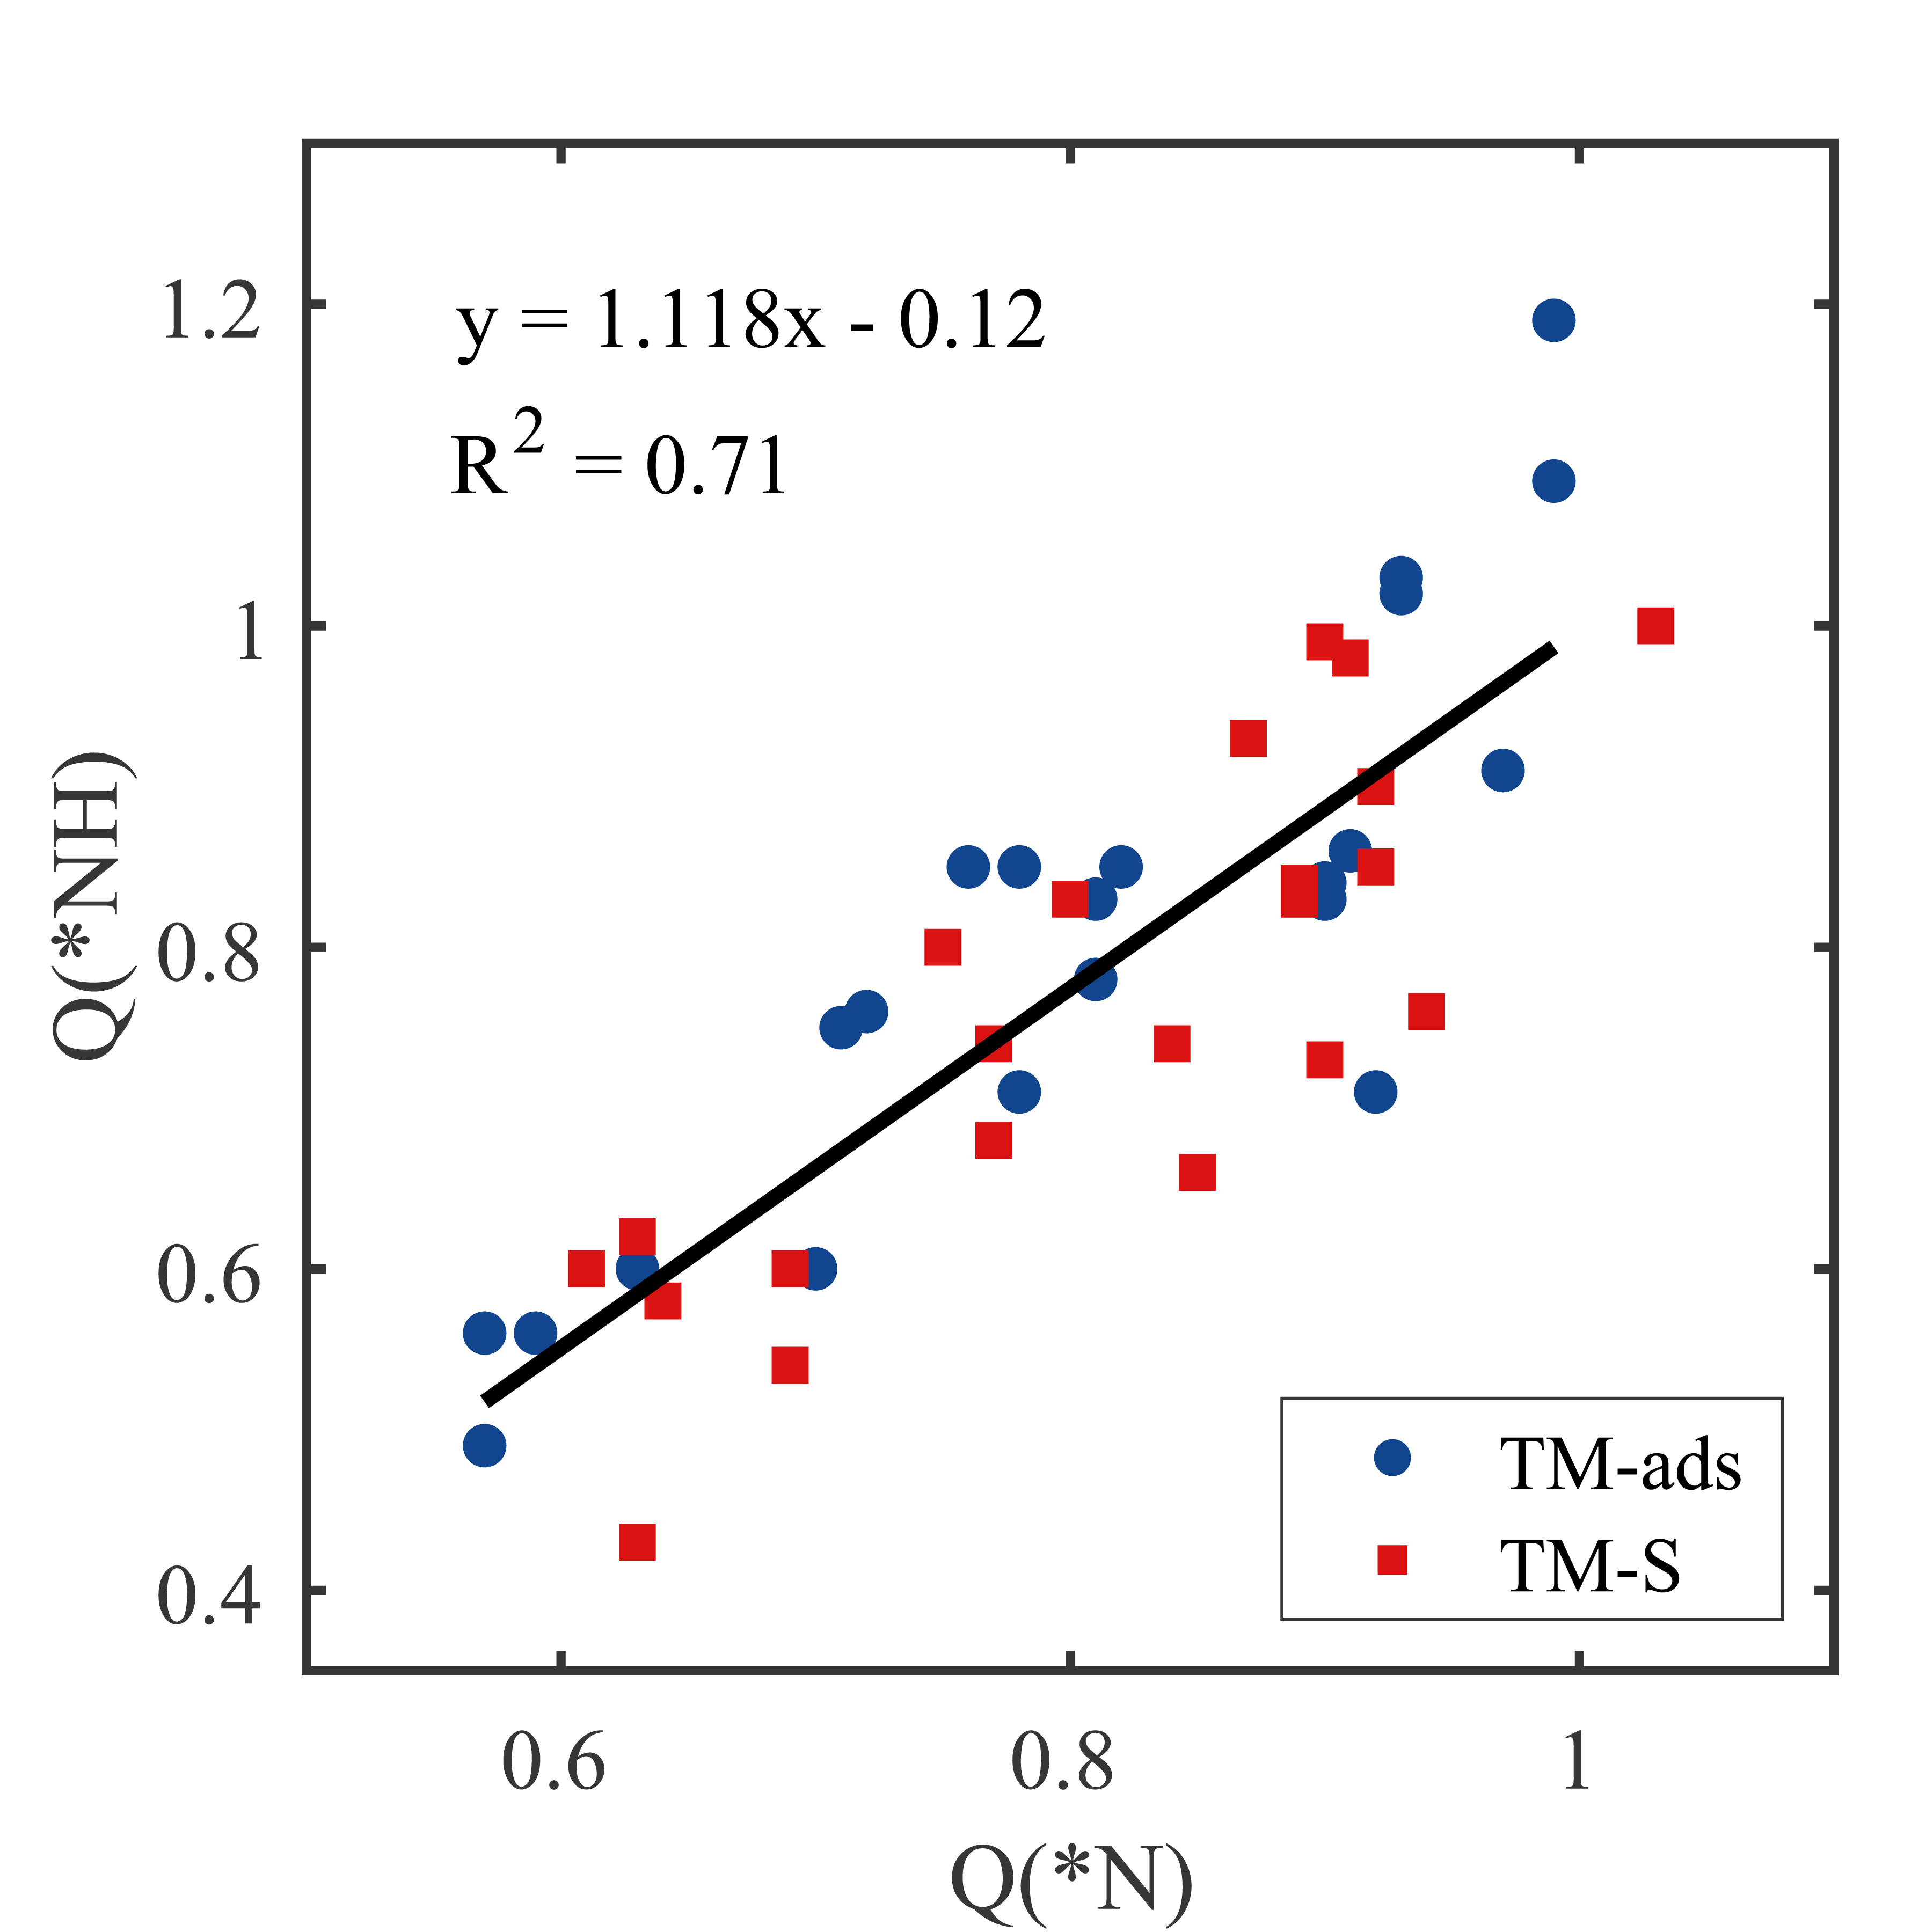 y = 1.118x - 0.12
R² = 0.71
1.2
1
0.8
0.6
0.4
Q(*NH)
TM-ads
TM-S
0.6
0.8
1
Q(*N)